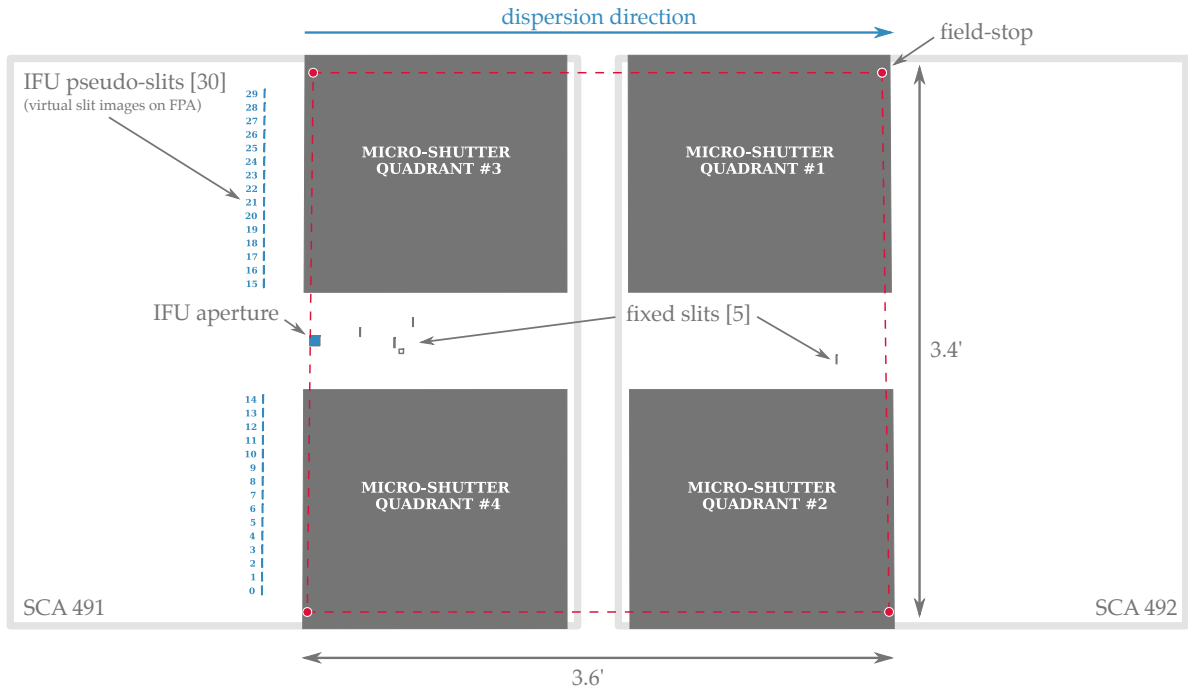 dispersion direction
field-stop
IFU pseudo-slits [30]
(virtual slit images on FPA)
29
28
27
26
25
24
23
22
21
20
19
18
17
16
15
MICRO-SHUTTER
QUADRANT #3
MICRO-SHUTTER
QUADRANT #1
IFU aperture
fixed slits [5]
3.4'
14
13
12
11
10
9
8
7
6
5
4
3
2
1
0
MICRO-SHUTTER
QUADRANT #4
MICRO-SHUTTER
QUADRANT #2
SCA 491
SCA 492
3.6'